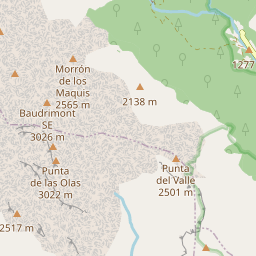 1277
Morrón
de los
Maquis
2565 m
2138 m
Baudrimont
SE
3026 m
Punta
de las Olas
3022 m
Punta
del Valle
2501 m
2517 m